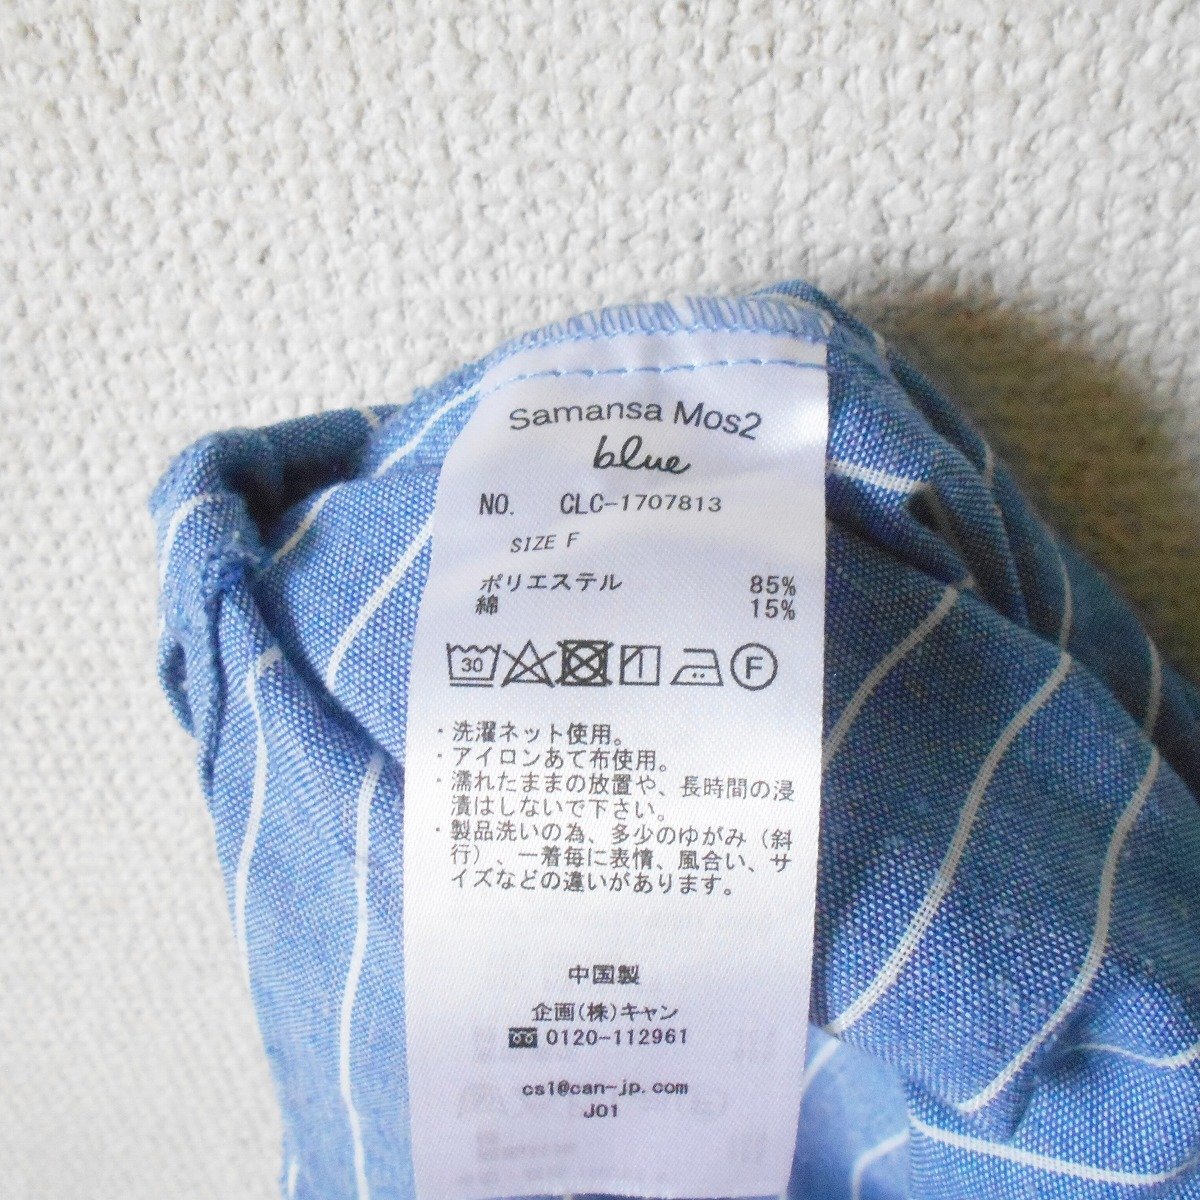 Samansa Mos2
blue
NO. CLC-1707813
SIZE F
ポリエステル 85%
綿 15%
30 F
・洗濯ネット使用。
・アイロンあて布使用。
・濡れたままの放置や、長時間の浸
漬はしないで下さい。
・製品洗いの為、多少のゆがみ（斜
行）、一着毎に表情、風合い、サ
イズなどの違いがあります。
中国製
企画(株)キャン
0120-112961
cs1@can-jp.com
J01